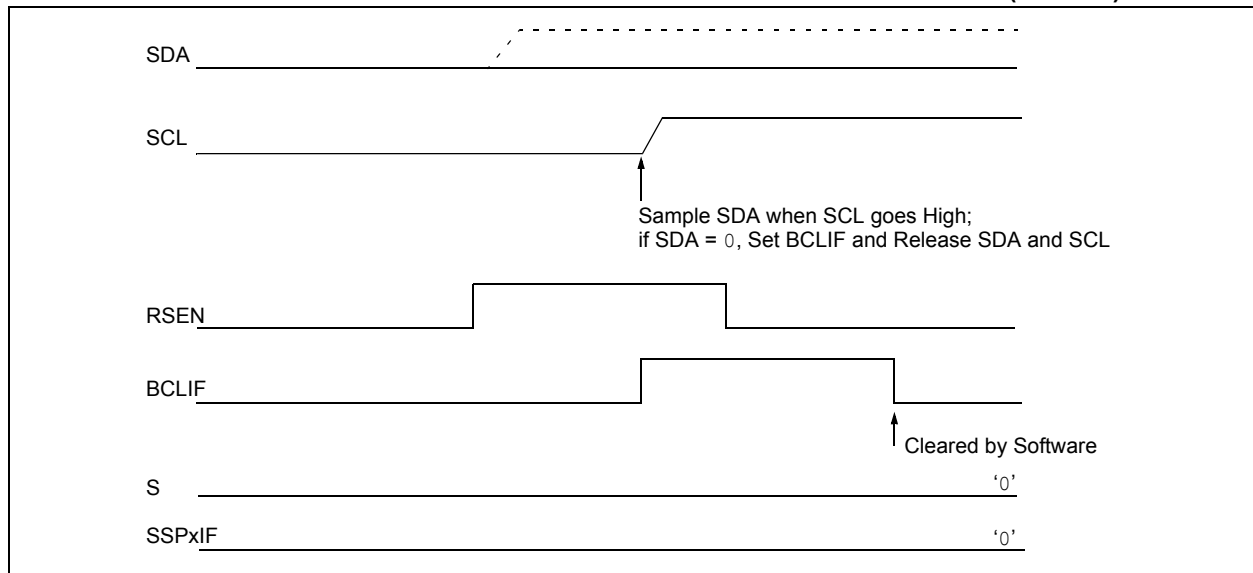 SDA
SCL
Sample SDA when SCL goes High;
if SDA = 0, Set BCLIF and Release SDA and SCL
RSEN
BCLIF
Cleared by Software
S
‘0’
SSPxIF
‘0’